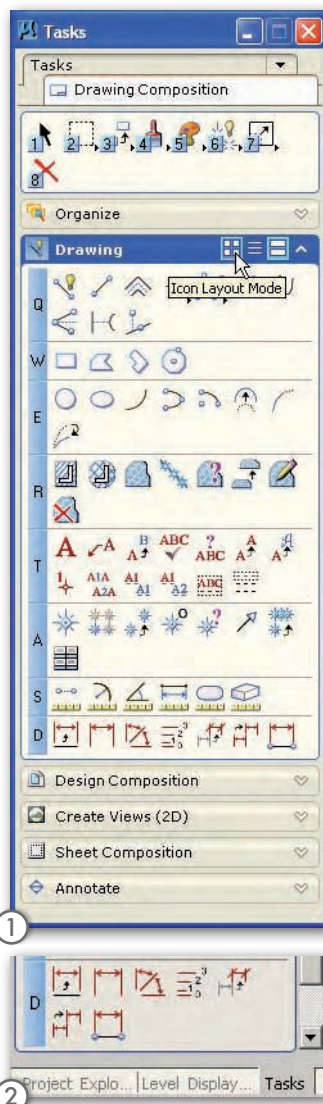 Tasks
Tasks
Drawing Composition
1 2 3 4 5 6 7
8
Organize
Drawing
Q
Icon Layout Mode
W
E
R
?
T
A A B A ABC ? ABC A A A A
1 A1A A2A A1 A1 A1 A2 ABC
A
?
S
D
Design Composition
Create Views (2D)
Sheet Composition
Annotate
1
D
Project Explo... Level Display... Tasks
2